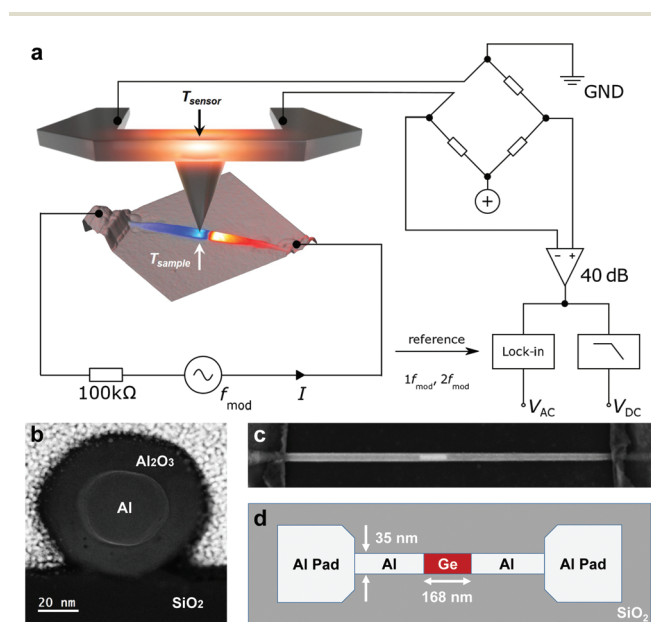 a
T_sensor
GND
T_sample
− +
40 dB
reference
1f_mod, 2f_mod
Lock-in
100kΩ
f_mod
I
V_AC
V_DC
b
Al₂O₃
Al
20 nm
SiO₂
c
d
35 nm
Al Pad
Al
Ge
Al
Al Pad
168 nm
SiO₂